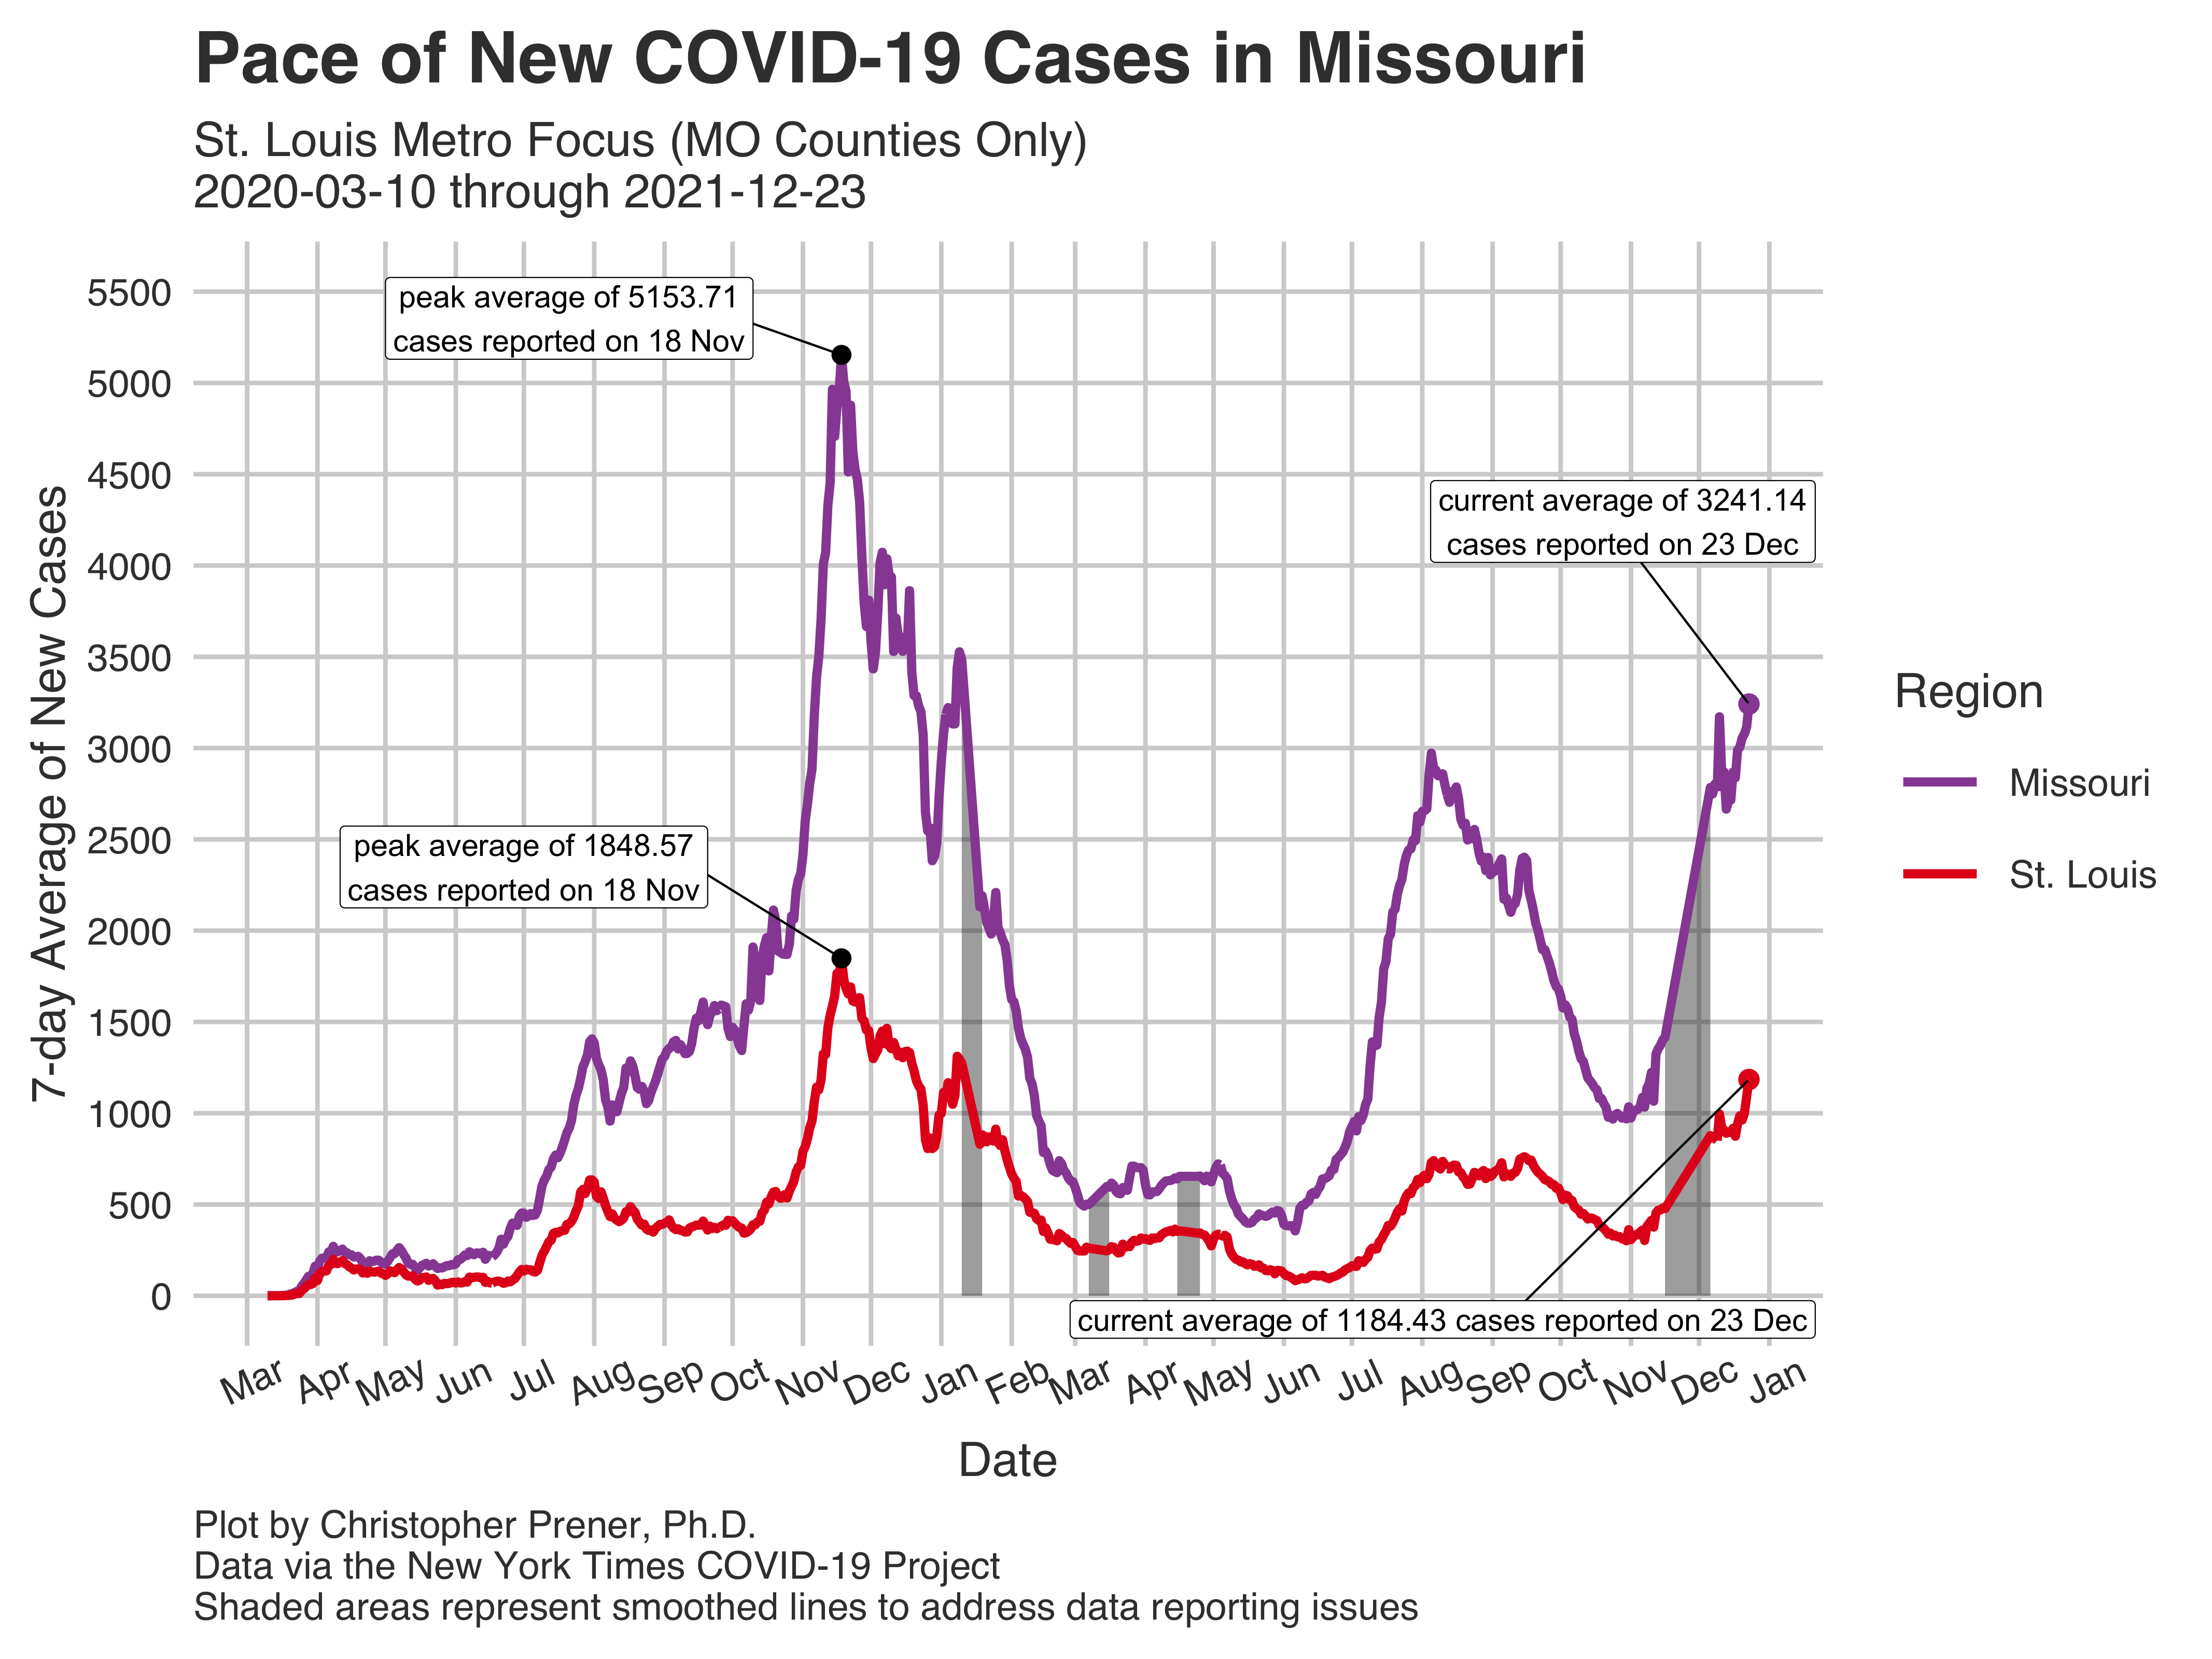 Pace of New COVID-19 Cases in Missouri
St. Louis Metro Focus (MO Counties Only)
2020-03-10 through 2021-12-23
7-day Average of New Cases
5500
5000
4500
4000
3500
3000
2500
2000
1500
1000
500
0
peak average of 5153.71
cases reported on 18 Nov
current average of 3241.14
cases reported on 23 Dec
peak average of 1848.57
cases reported on 18 Nov
current average of 1184.43 cases reported on 23 Dec
Region
Missouri
St. Louis
Mar Apr May Jun Jul Aug Sep Oct Nov Dec Jan Feb Mar Apr May Jun Jul Aug Sep Oct Nov Dec Jan
Date
Plot by Christopher Prener, Ph.D.
Data via the New York Times COVID-19 Project
Shaded areas represent smoothed lines to address data reporting issues